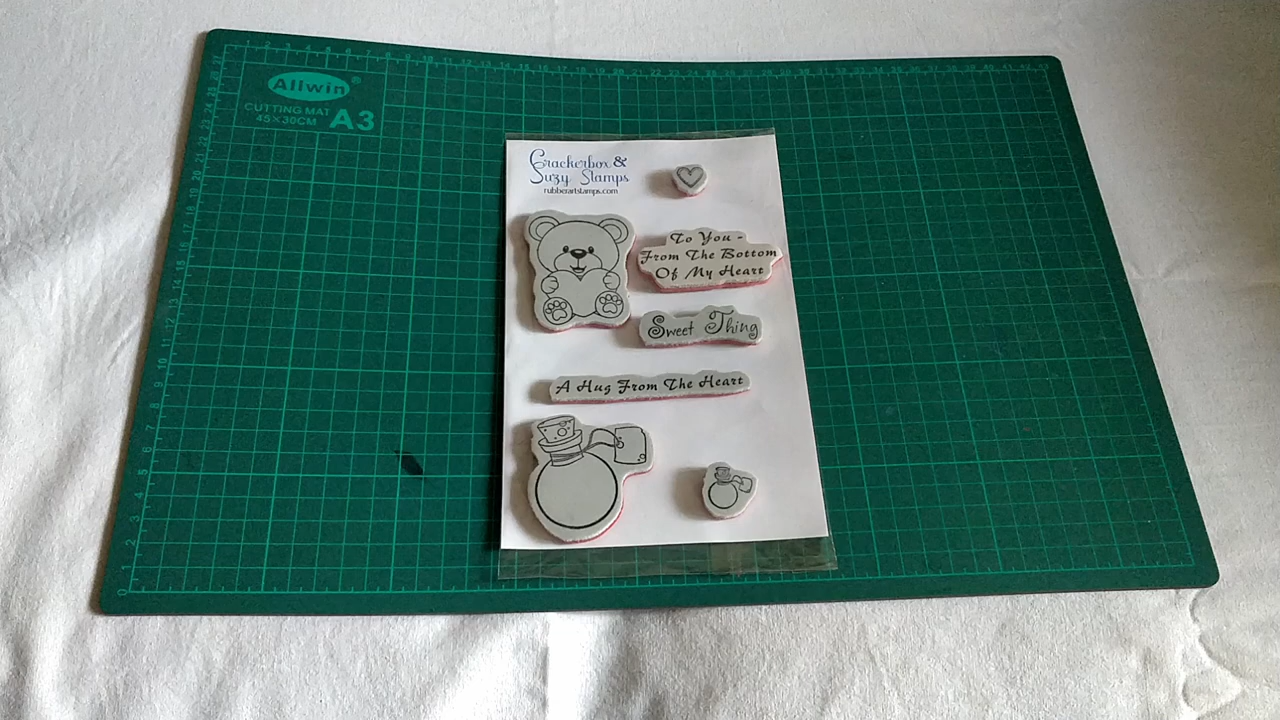 Allwin®
CUTTING MAT
45×30CM
A3
Crackerbox &
Suzy Stamps
rubberartstamps.com
To You -
From The Bottom
Of My Heart
Sweet Thing
A Hug From The Heart